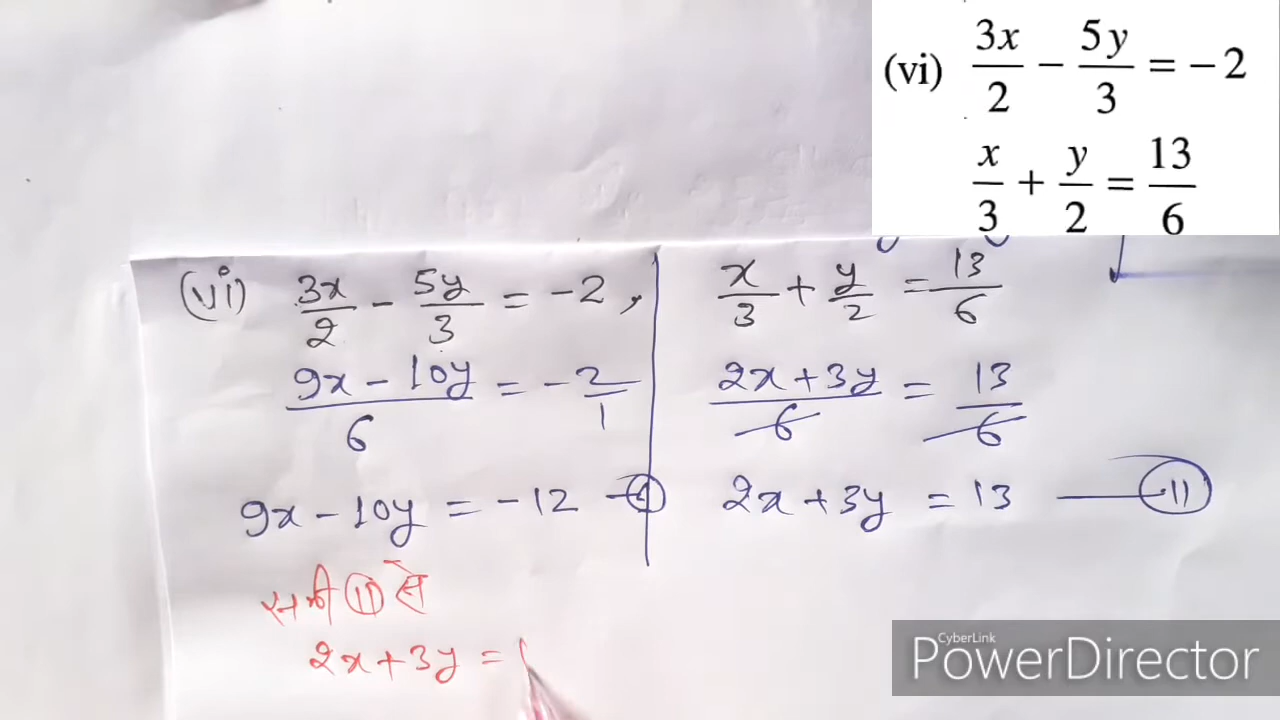 (vi) 3x/2 − 5y/3 = −2
x/3 + y/2 = 13/6
(vi) 3x/2 − 5y/3 = −2,
9x − 10y/6 = −2/1
9x − 10y = −12
x/3 + y/2 = 13/6
2x + 3y/6 = 13/6
2x + 3y = 13 — (11)
समी (11) से
2x + 3y = 
CyberLink
PowerDirector